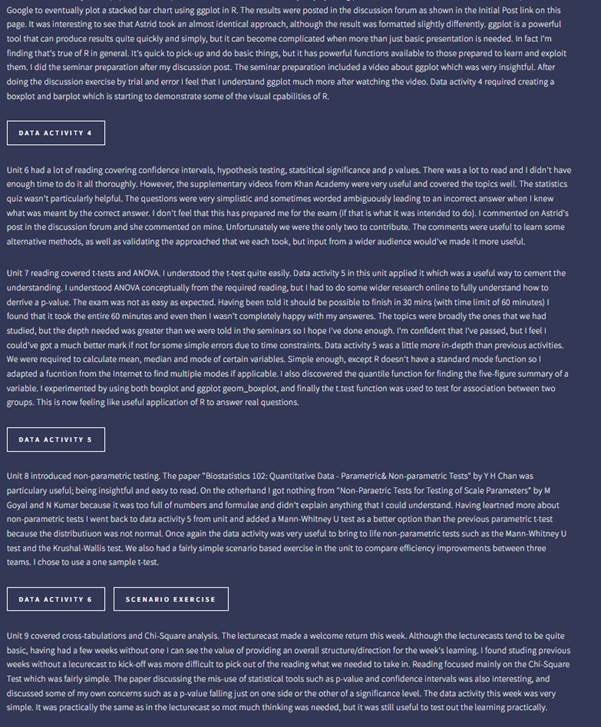 Google to eventually plot a stacked bar chart using ggplot in R. The results were posted in the discussion forum as shown in the Initial Post link on this
page. It was interesting to see that Astrid took an almost identical approach, although the result was formatted slightly differently. ggplot is a powerful
tool that can produce results quite quickly and simply, but it can become complicated when more than just basic presentation is needed. In fact I'm
finding that's true of R in general. It's quick to pick-up and do basic things, but it has powerful functions available to those prepared to learn and exploit
them. I did the seminar preparation after my discussion post. The seminar preparation included a video about ggplot which was very insightful. After
doing the discussion exercise by trial and error I feel that I understand ggplot much more after watching the video. Data activity 4 required creating a
boxplot and barplot which is starting to demonstrate some of the visual cpabilities of R.
DATA ACTIVITY 4
Unit 6 had a lot of reading covering confidence intervals, hypothesis testing, statsitical significance and p values. There was a lot to read and I didn't have
enough time to do it all thoroughly. However, the supplementary videos from Khan Academy were very useful and covered the topics well. The statistics
quiz wasn't particularly helpful. The questions were very simplistic and sometimes worded ambiguously leading to an incorrect answer when I knew
what was meant by the correct answer. I don't feel that this has prepared me for the exam (if that is what it was intended to do). I commented on Astrid's
post in the discussion forum and she commented on mine. Unfortunately we were the only two to contribute. The comments were useful to learn some
alternative methods, as well as validating the approached that we each took, but input from a wider audience would've made it more useful.
Unit 7 reading covered t-tests and ANOVA. I understood the t-test quite easily. Data activity 5 in this unit applied it which was a useful way to cement the
understanding. I understood ANOVA conceptually from the required reading, but I had to do some wider research online to fully understand how to
derrive a p-value. The exam was not as easy as expected. Having been told it should be possible to finish in 30 mins (with time limit of 60 minutes) I
found that it took the entire 60 minutes and even then I wasn't completely happy with my answeres. The topics were broadly the ones that we had
studied, but the depth needed was greater than we were told in the seminars so I hope I've done enough. I'm confident that I've passed, but I feel I
could've got a much better mark if not for some simple errors due to time constraints. Data activity 5 was a little more in-depth than previous activities.
We were required to calculate mean, median and mode of certain variables. Simple enough, except R doesn't have a standard mode function so I
adapted a fucntion from the Internet to find multiple modes if applicable. I also discovered the quantile function for finding the five-figure summary of a
variable. I experimented by using both boxplot and ggplot geom_boxplot, and finally the t.test function was used to test for association between two
groups. This is now feeling like useful application of R to answer real questions.
DATA ACTIVITY 5
Unit 8 introduced non-parametric testing. The paper "Biostatistics 102: Quantitative Data - Parametric& Non-parametric Tests" by Y H Chan was
particulary useful; being insightful and easy to read. On the otherhand I got nothing from "Non-Paraetric Tests for Testing of Scale Parameters" by M
Goyal and N Kumar because it was too full of numbers and formulae and didn't explain anything that I could understand. Having leartned more about
non-parametric tests I went back to data activity 5 from unit and added a Mann-Whitney U test as a better option than the previous parametric t-test
because the distributiuon was not normal. Once again the data activity was very useful to bring to life non-parametric tests such as the Mann-Whitney U
test and the Krushal-Wallis test. We also had a fairly simple scenario based exercise in the unit to compare efficiency improvements between three
teams. I chose to use a one sample t-test.
DATA ACTIVITY 6 SCENARIO EXERCISE
Unit 9 covered cross-tabulations and Chi-Square analysis. The lecturecast made a welcome return this week. Although the lecturecasts tend to be quite
basic, having had a few weeks without one I can see the value of providing an overall structure/direction for the week's learning. I found studing previous
weeks without a lecurecast to kick-off was more difficult to pick out of the reading what we needed to take in. Reading focused mainly on the Chi-Square
Test which was fairly simple. The paper discussing the mis-use of statistical tools such as p-value and confidence intervals was also interesting, and
discussed some of my own concerns such as a p-value falling just on one side or the other of a significance level. The data activity this week was very
simple. It was practically the same as in the lecturecast so mot much thinking was needed, but it was still useful to test out the learning practically.